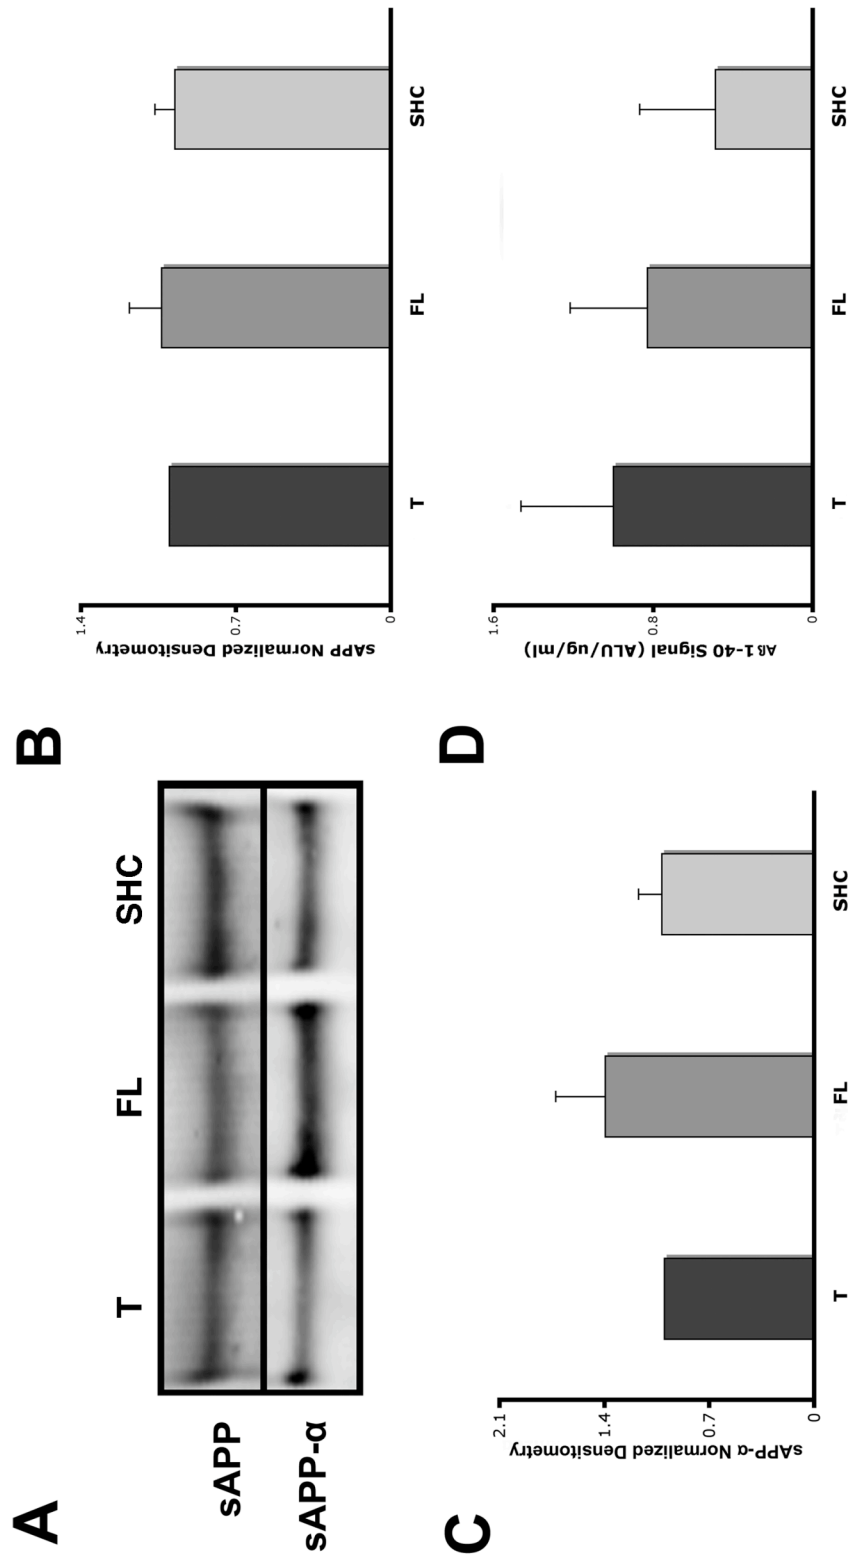 A
T FL SHC
sAPP
sAPP-α
B
sAPP Normalized Densitometry
1.4
0.7
0
T FL SHC
C
sAPP-α Normalized Densitometry
2.1
1.4
0.7
0
T FL SHC
D
Aβ1-40 Signal (ALU/ug/ml)
1.6
0.8
0
T FL SHC